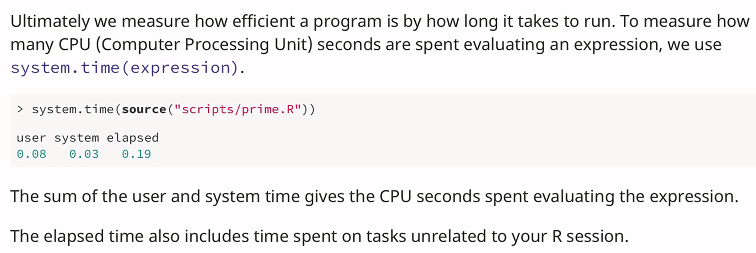 Ultimately we measure how efficient a program is by how long it takes to run. To measure how
many CPU (Computer Processing Unit) seconds are spent evaluating an expression, we use
system.time(expression).
> system.time(source("scripts/prime.R"))
user system elapsed
0.08 0.03 0.19
The sum of the user and system time gives the CPU seconds spent evaluating the expression.
The elapsed time also includes time spent on tasks unrelated to your R session.